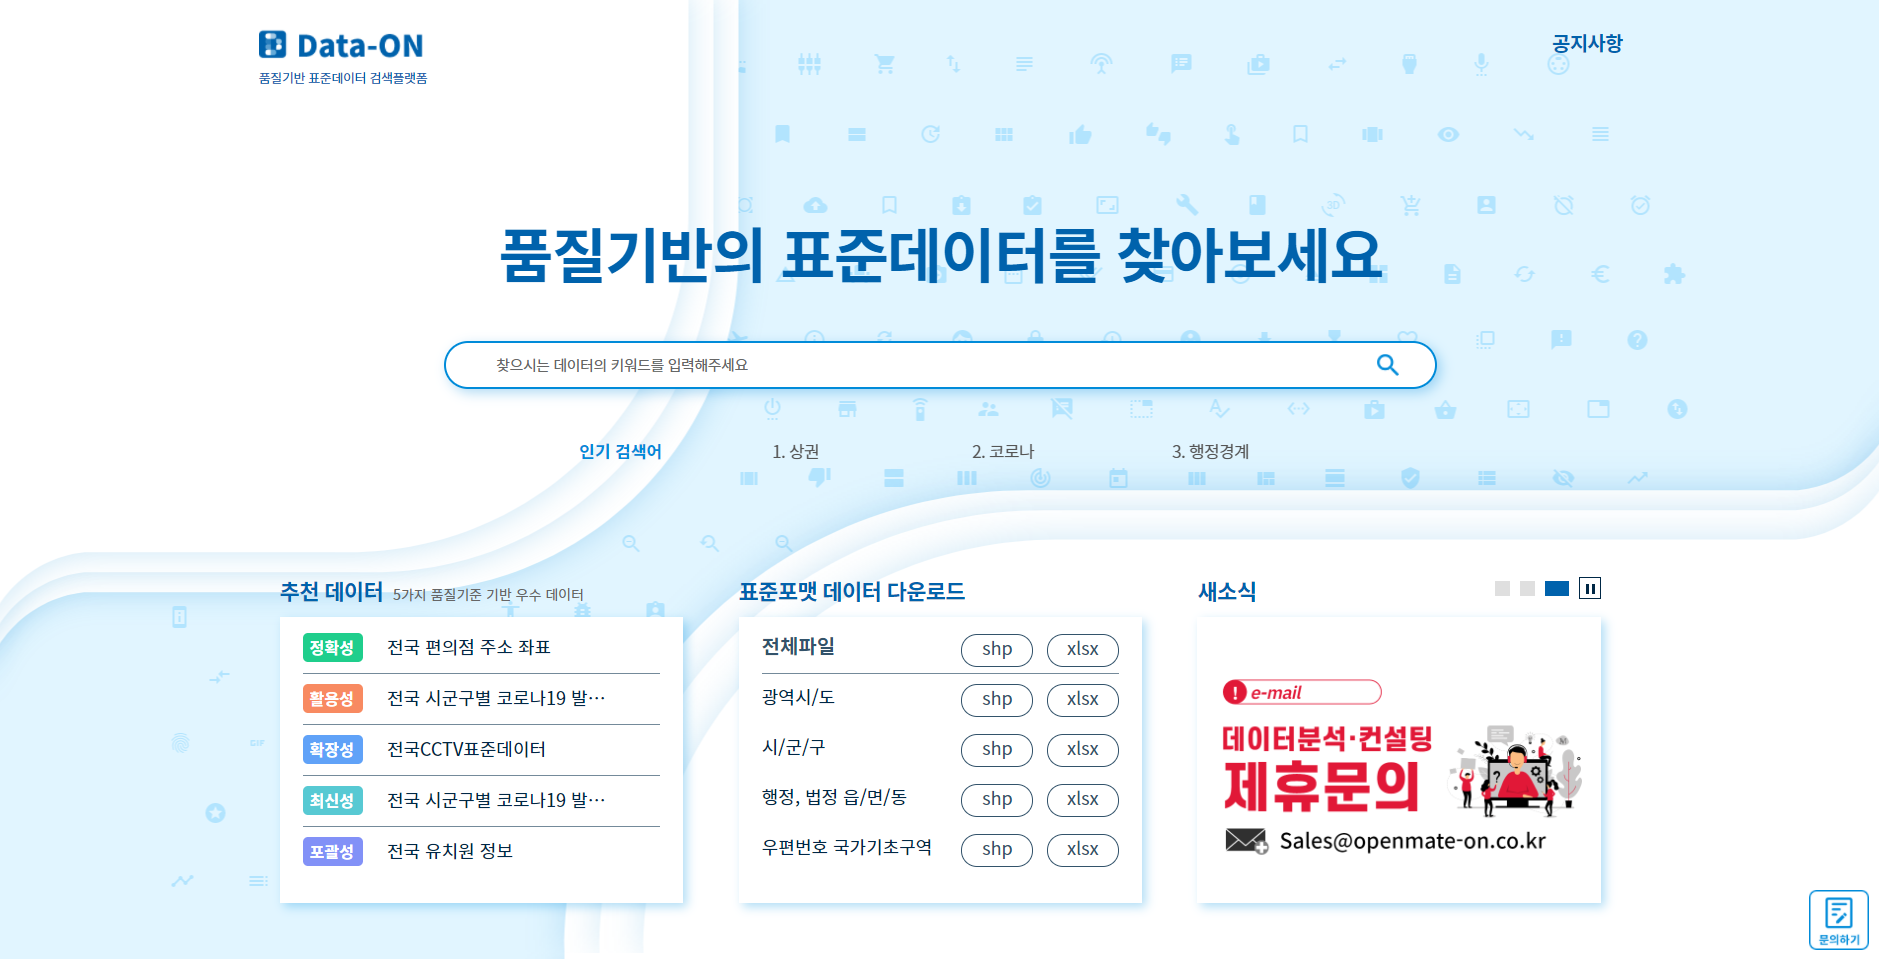 Data-ON
품질기반 표준데이터 검색플랫폼
공지사항
품질기반의 표준데이터를 찾아보세요
찾으시는 데이터의 키워드를 입력해주세요
인기 검색어
1. 상권
2. 코로나
3. 행정경계
추천 데이터 5가지 품질기준 기반 우수 데이터
정확성 전국 편의점 주소 좌표
활용성 전국 시군구별 코로나19 발…
확장성 전국CCTV표준데이터
최신성 전국 시군구별 코로나19 발…
포괄성 전국 유치원 정보
표준포맷 데이터 다운로드
전체파일 shp xlsx
광역시/도 shp xlsx
시/군/구 shp xlsx
행정, 법정 읍/면/동 shp xlsx
우편번호 국가기초구역 shp xlsx
새소식
! e-mail
데이터분석·컨설팅
제휴문의
Sales@openmate-on.co.kr
문의하기
3D
GIF